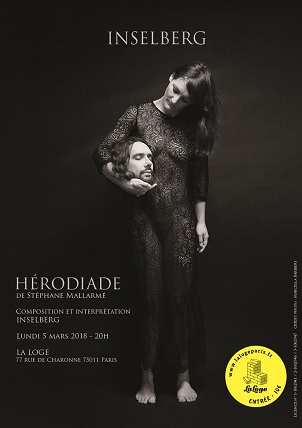 INSELBERG
HÉRODIADE
DE STÉPHANE MALLARMÉ
COMPOSITION ET INTERPRÉTATION
INSELBERG
LUNDI 5 MARS 2018 - 20H
LA LOGE
77 RUE DE CHARONNE 75011 PARIS
www.lalogeparis.fr
La Loge
ENTRÉE : 10€